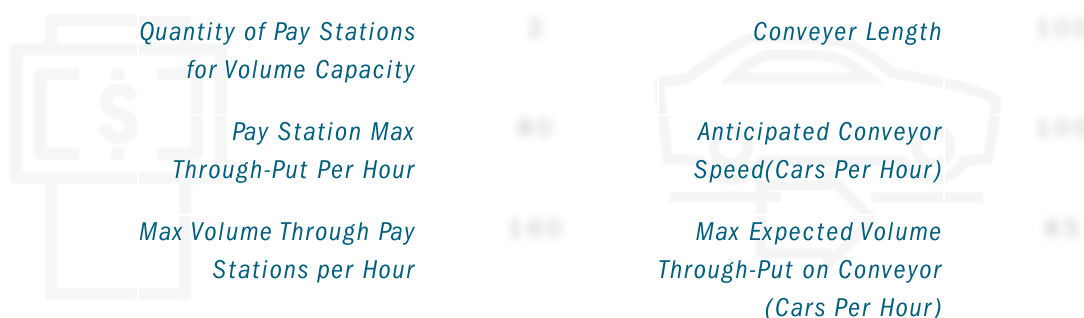 Quantity of Pay Stations
for Volume Capacity
Pay Station Max
Through-Put Per Hour
Max Volume Through Pay
Stations per Hour
Conveyer Length
Anticipated Conveyor
Speed(Cars Per Hour)
Max Expected Volume
Through-Put on Conveyor
(Cars Per Hour)